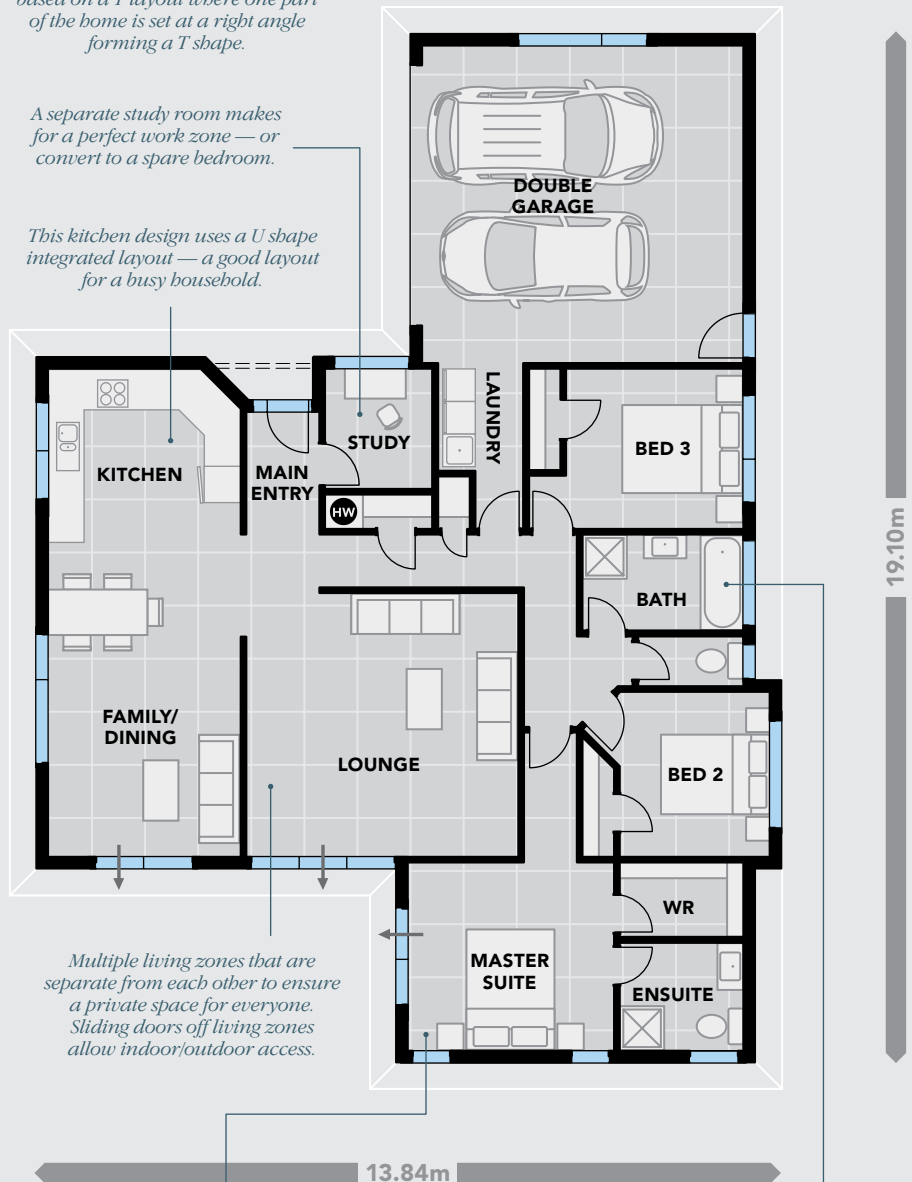 based on a T layout where one part
of the home is set at a right angle
forming a T shape.
A separate study room makes
for a perfect work zone — or
convert to a spare bedroom.
This kitchen design uses a U shape
integrated layout — a good layout
for a busy household.
DOUBLE
GARAGE
LAUNDRY
STUDY
BED 3
KITCHEN
MAIN
ENTRY
HW
19.10m
BATH
FAMILY/
DINING
LOUNGE
BED 2
WR
MASTER
SUITE
ENSUITE
Multiple living zones that are
separate from each other to ensure
a private space for everyone.
Sliding doors off living zones
allow indoor/outdoor access.
13.84m